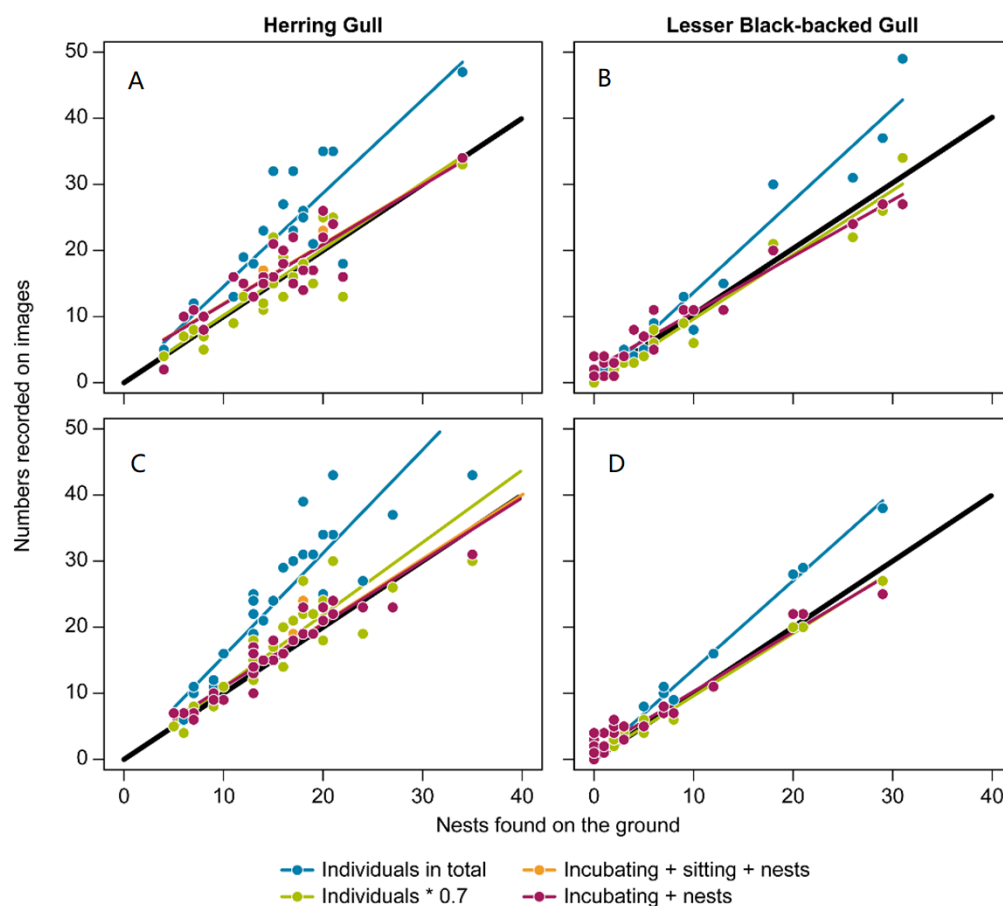 Herring Gull
Lesser Black-backed Gull
A
B
50
40
30
20
10
0
C
D
50
40
30
20
10
0
Numbers recorded on images
0 10 20 30 40
0 10 20 30 40
Nests found on the ground
Individuals in total
Incubating + sitting + nests
Individuals * 0.7
Incubating + nests